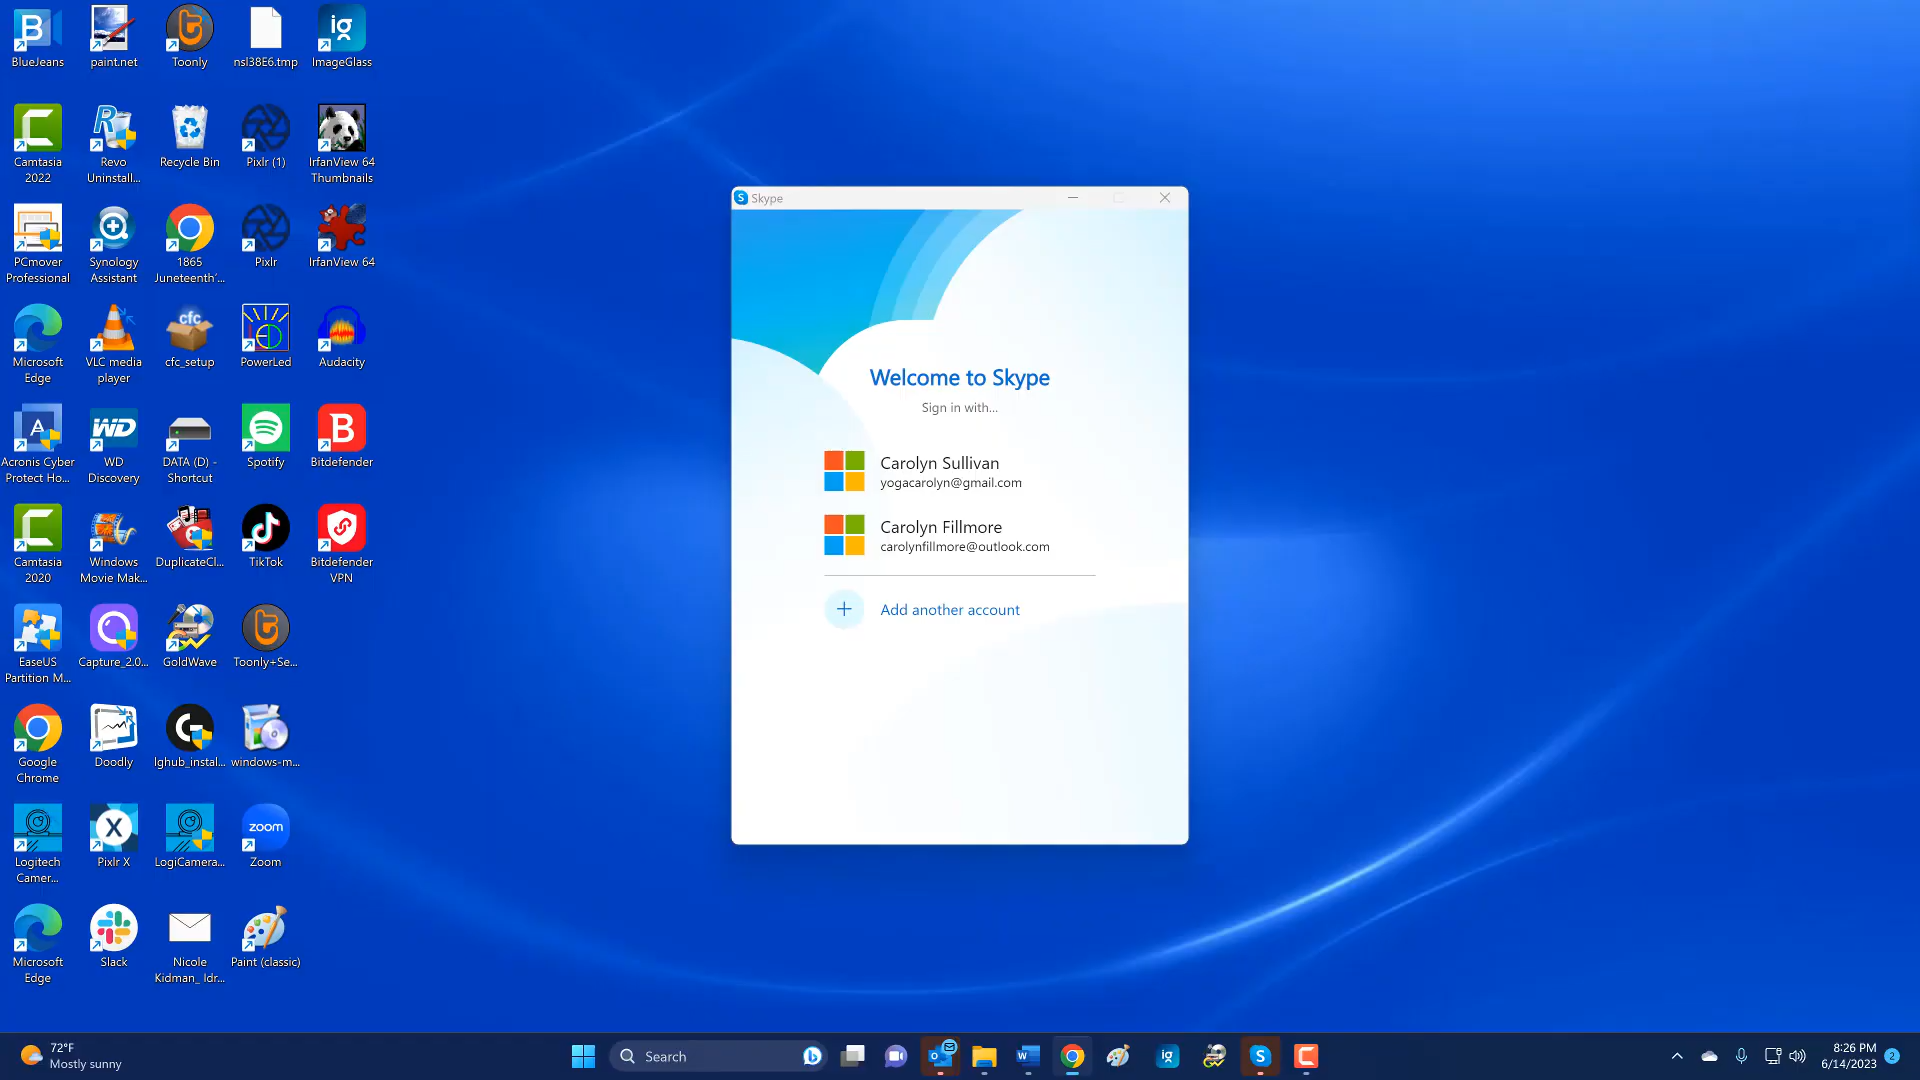 BlueJeans
paint.net
Toonly
nsl38E6.tmp
ImageGlass
Camtasia
2022
Revo
Uninstall...
Recycle Bin
Pixlr (1)
IrfanView 64
Thumbnails
PCmover
Professional
Synology
Assistant
1865
Juneteenth'...
Pixlr
IrfanView 64
Microsoft
Edge
VLC media
player
cfc
cfc_setup
PowerLed
Audacity
Acronis Cyber
Protect Ho...
WD
WD
Discovery
DATA (D) -
Shortcut
Spotify
Bitdefender
Camtasia
2020
Windows
Movie Mak...
DuplicateCl...
TikTok
Bitdefender
VPN
EaseUS
Partition M...
Capture_2.0...
GoldWave
Toonly+Se...
Google
Chrome
Doodly
lghub_instal...
windows-m...
Logitech
Camer...
Pixlr X
LogiCamera...
zoom
Zoom
Microsoft
Edge
Slack
Nicole
Kidman_ Idr...
Paint (classic)
Skype
Welcome to Skype
Sign in with...
Carolyn Sullivan
yogacarolyn@gmail.com
Carolyn Fillmore
carolynfillmore@outlook.com
Add another account
72°F
Mostly sunny
Search
8:26 PM
6/14/2023
2